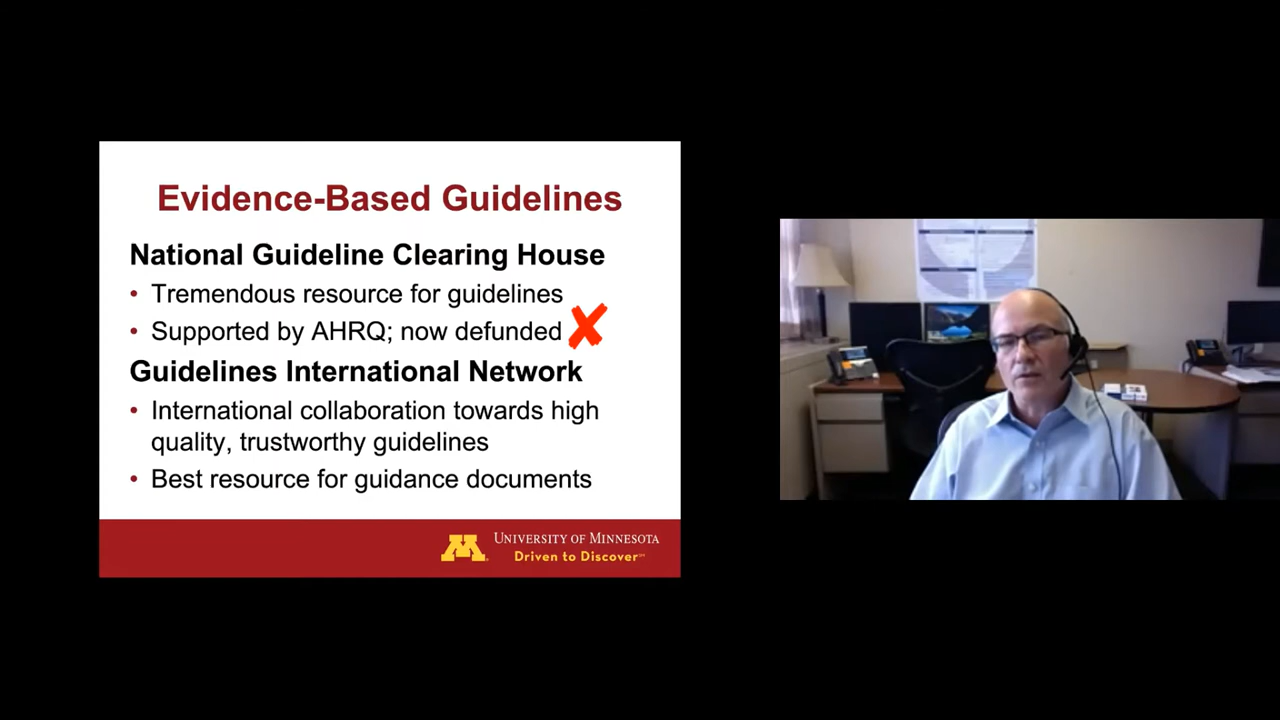 Evidence-Based Guidelines
National Guideline Clearing House
• Tremendous resource for guidelines
• Supported by AHRQ; now defunded
Guidelines International Network
• International collaboration towards high
quality, trustworthy guidelines
• Best resource for guidance documents
UNIVERSITY OF MINNESOTA
Driven to Discover℠